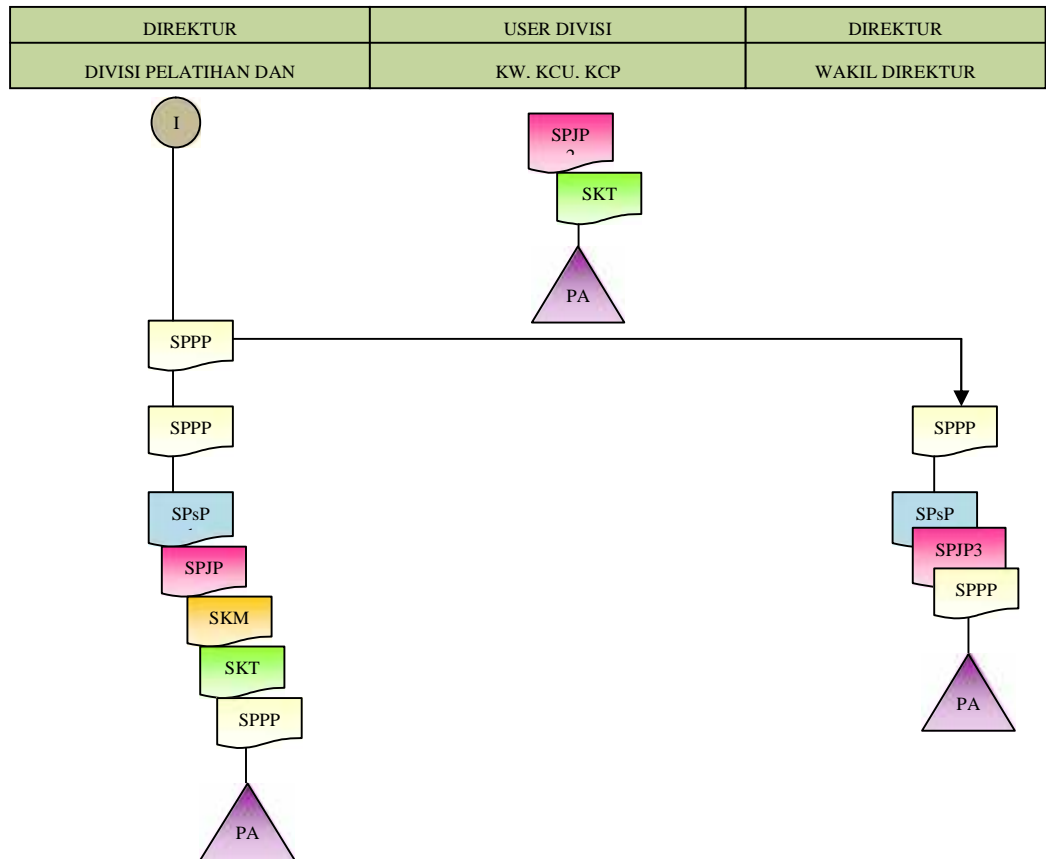 DIREKTUR
USER DIVISI
DIREKTUR
DIVISI PELATIHAN DAN
KW. KCU. KCP
WAKIL DIREKTUR
I
SPJP
SKT
PA
SPPP
SPPP
SPPP
SPsP
SPJP
SKM
SKT
SPPP
PA
SPsP
SPJP3
SPPP
PA